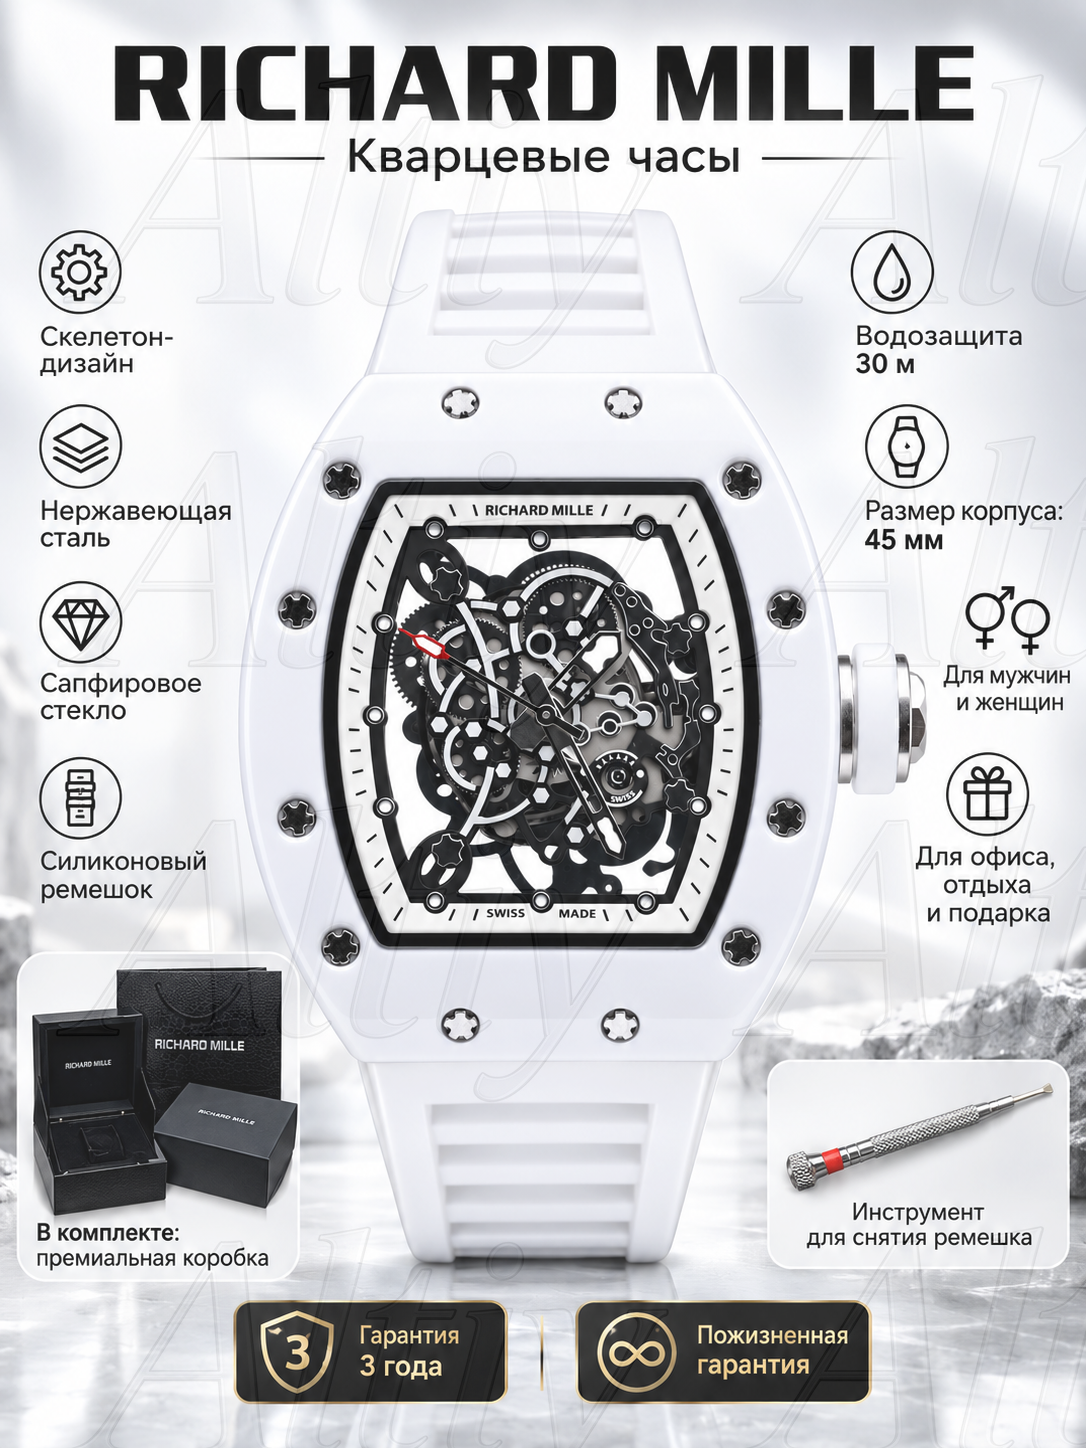 RICHARD MILLE
Кварцевые часы
Скелетон-
дизайн
Нержавеющая
сталь
Сапфировое
стекло
Силиконовый
ремешок
Водозащита
30 м
Размер корпуса:
45 мм
Для мужчин
и женщин
Для офиса,
отдыха
и подарка
RICHARD MILLE
SWISS
SWISS MADE
RICHARD MILLE
RICHARD MILLE
RICHARD MILLE
В комплекте:
премиальная коробка
Инструмент
для снятия ремешка
3
Гарантия
3 года
Пожизненная
гарантия
Altiy